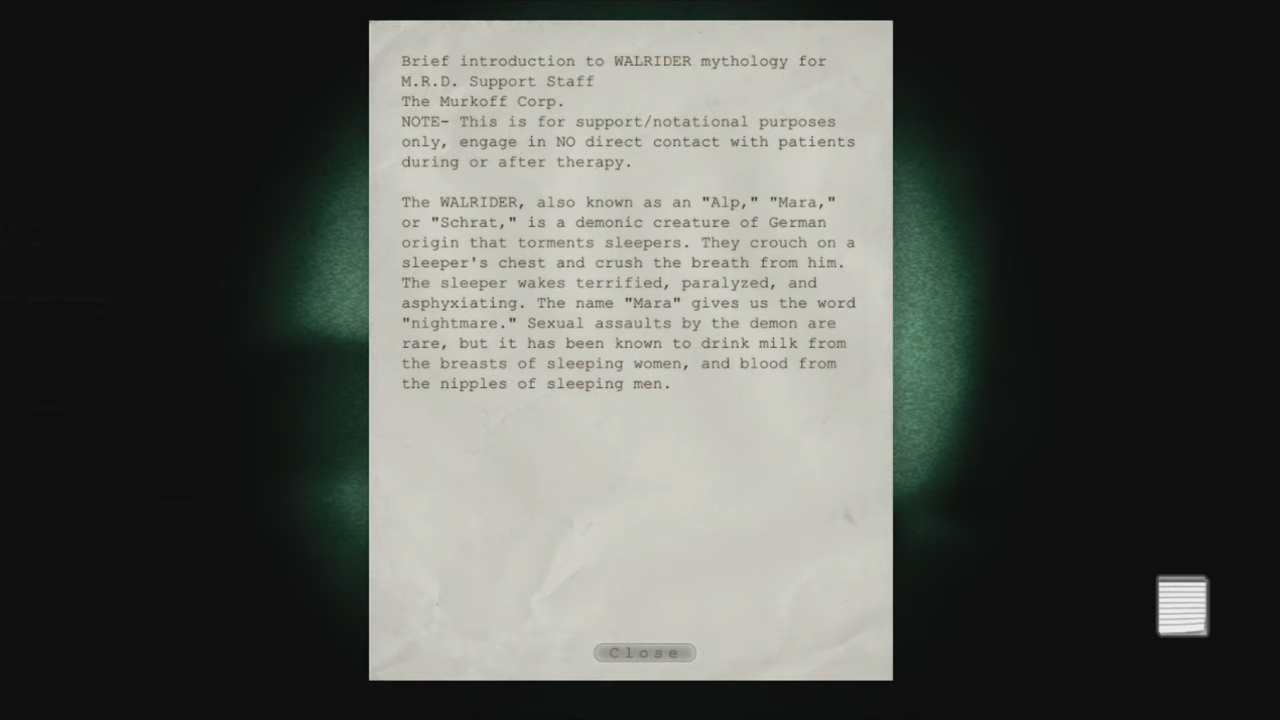 Brief introduction to WALRIDER mythology for
M.R.D. Support Staff
The Murkoff Corp.
NOTE- This is for support/notational purposes
only, engage in NO direct contact with patients
during or after therapy.
The WALRIDER, also known as an "Alp," "Mara,"
or "Schrat," is a demonic creature of German
origin that torments sleepers. They crouch on a
sleeper's chest and crush the breath from him.
The sleeper wakes terrified, paralyzed, and
asphyxiating. The name "Mara" gives us the word
"nightmare." Sexual assaults by the demon are
rare, but it has been known to drink milk from
the breasts of sleeping women, and blood from
the nipples of sleeping men.
Close